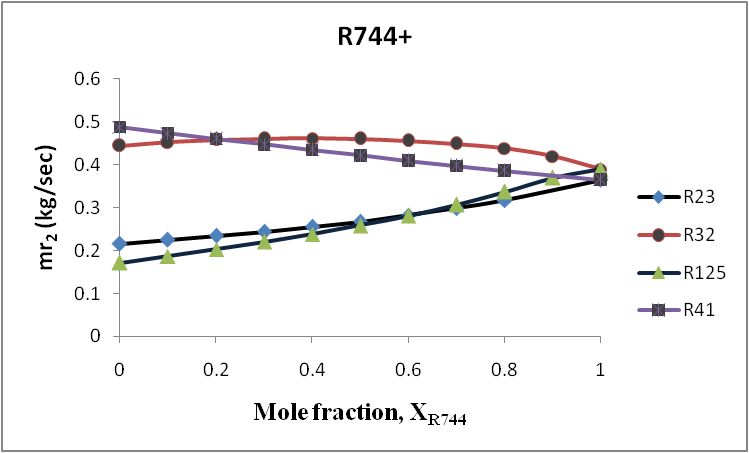 R744+
0.6
0.5
0.4
0.3
0.2
0.1
0
mr2 (kg/sec)
0 0.2 0.4 0.6 0.8 1
Mole fraction, XR744
R23
R32
R125
R41